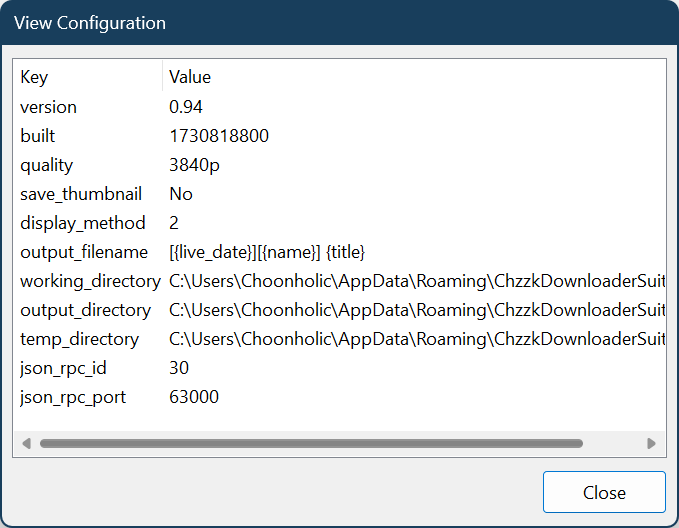 View Configuration
Key Value
version 0.94
built 1730818800
quality 3840p
save_thumbnail No
display_method 2
output_filename [{live_date}][{name}] {title}
working_directory C:\Users\Choonholic\AppData\Roaming\ChzzkDownloaderSuit
output_directory C:\Users\Choonholic\AppData\Roaming\ChzzkDownloaderSuit
temp_directory C:\Users\Choonholic\AppData\Roaming\ChzzkDownloaderSuit
json_rpc_id 30
json_rpc_port 63000
Close